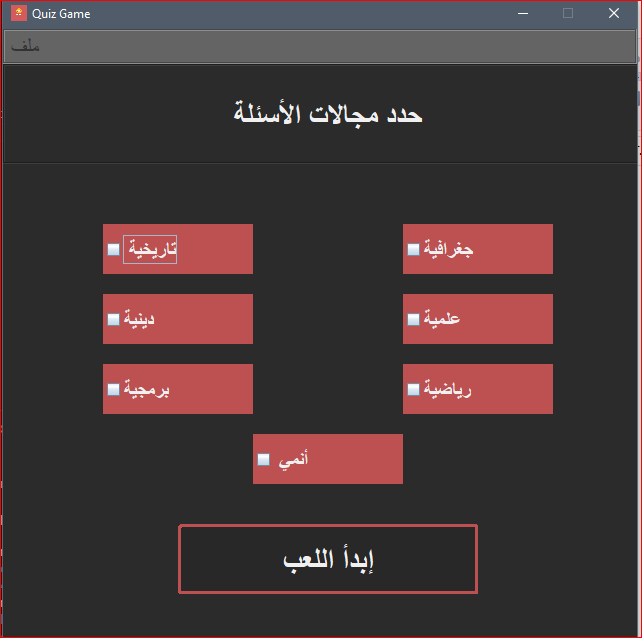 Quiz Game
ملف
حدد مجالات الأسئلة
جغرافية
تاريخية
علمية
دينية
رياضية
برمجية
أنمي
إبدأ اللعب